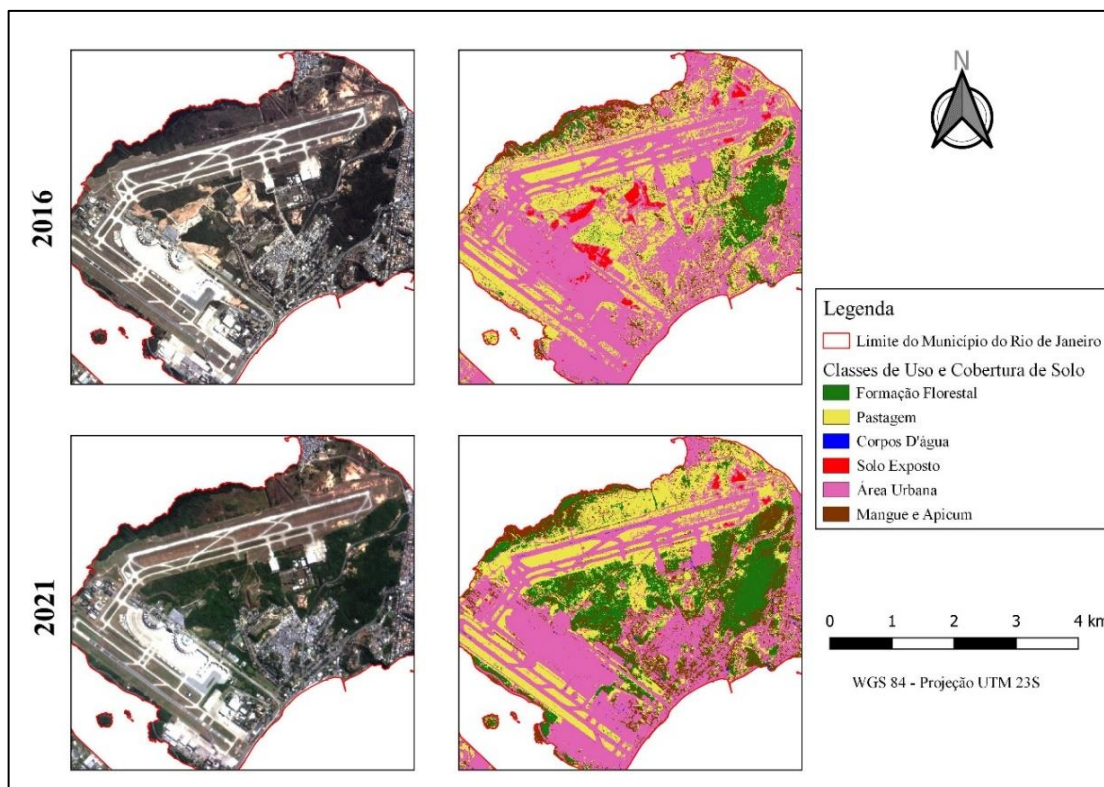 2016
2021
N
Legenda
Limite do Município do Rio de Janeiro
Classes de Uso e Cobertura de Solo
Formação Florestal
Pastagem
Corpos D'água
Solo Exposto
Área Urbana
Mangue e Apicum
0 1 2 3 4 km
WGS 84 - Projeção UTM 23S